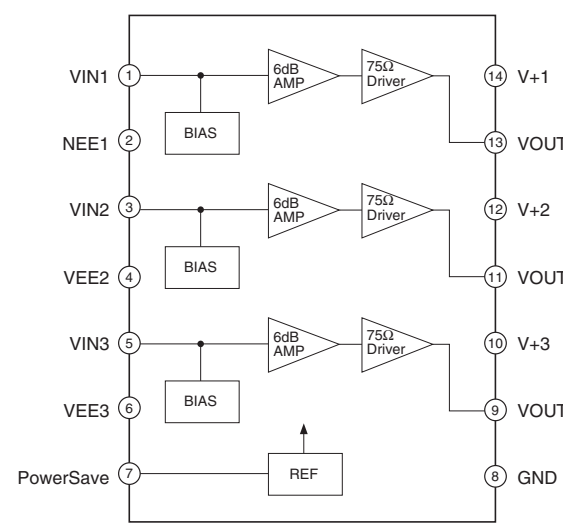 VIN1 1
6dB
AMP
75Ω
Driver
14 V+1
BIAS
NEE1 2
13 VOUT
VIN2 3
6dB
AMP
75Ω
Driver
12 V+2
BIAS
VEE2 4
11 VOUT
VIN3 5
6dB
AMP
75Ω
Driver
10 V+3
BIAS
VEE3 6
9 VOUT
PowerSave 7
REF
8 GND